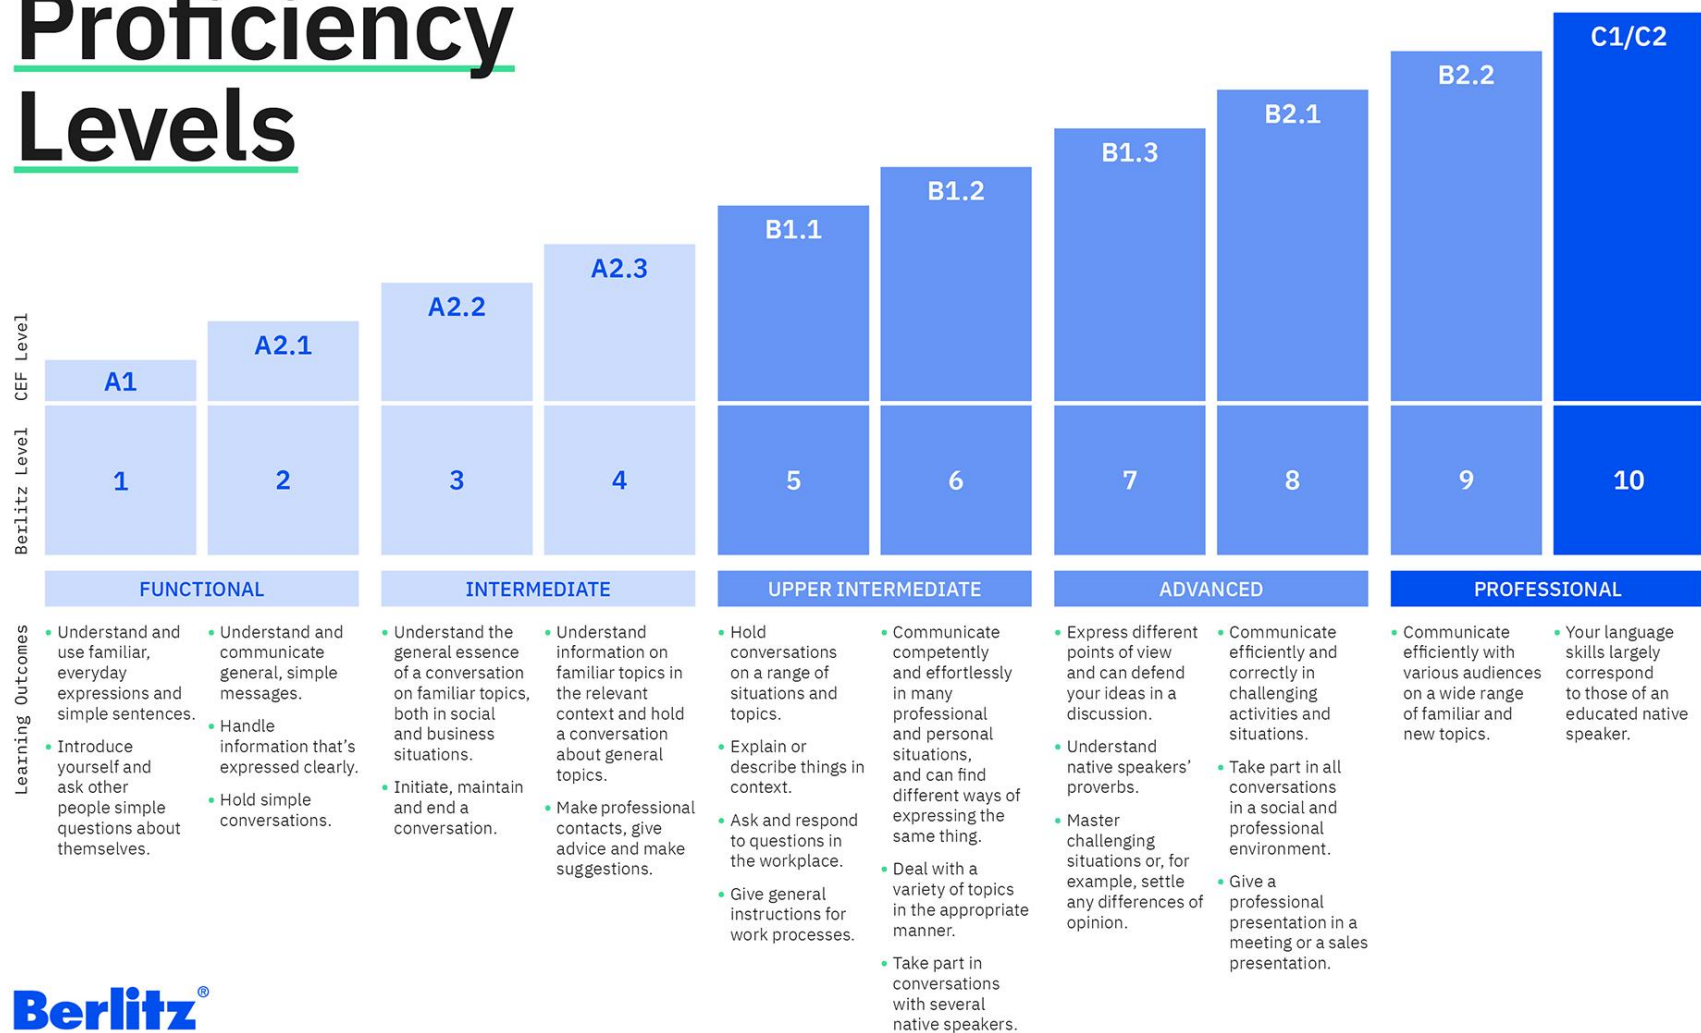 Proficiency
Levels
C1/C2
B2.2
B2.1
B1.3
B1.2
B1.1
A2.3
A2.2
A2.1
A1
CEF Level
Berlitz Level
1
2
3
4
5
6
7
8
9
10
FUNCTIONAL
INTERMEDIATE
UPPER INTERMEDIATE
ADVANCED
PROFESSIONAL
Learning Outcomes
• Understand and
use familiar,
everyday
expressions and
simple sentences.
• Introduce
yourself and
ask other
people simple
questions about
themselves.
• Understand and
communicate
general, simple
messages.
• Handle
information that's
expressed clearly.
• Hold simple
conversations.
• Understand the
general essence
of a conversation
on familiar topics,
both in social
and business
situations.
• Initiate, maintain
and end a
conversation.
• Understand
information on
familiar topics in
the relevant
context and hold
a conversation
about general
topics.
• Make professional
contacts, give
advice and make
suggestions.
• Hold
conversations
on a range of
situations and
topics.
• Explain or
describe things in
context.
• Ask and respond
to questions in
the workplace.
• Give general
instructions for
work processes.
• Communicate
competently
and effortlessly
in many
professional
and personal
situations,
and can find
different ways of
expressing the
same thing.
• Deal with a
variety of topics
in the appropriate
manner.
• Take part in
conversations
with several
native speakers.
• Express different
points of view
and can defend
your ideas in a
discussion.
• Understand
native speakers'
proverbs.
• Master
challenging
situations or, for
example, settle
any differences of
opinion.
• Communicate
efficiently and
correctly in
challenging
activities and
situations.
• Take part in all
conversations
in a social and
professional
environment.
• Give a
professional
presentation in a
meeting or a sales
presentation.
• Communicate
efficiently with
various audiences
on a wide range
of familiar and
new topics.
• Your language
skills largely
correspond
to those of an
educated native
speaker.
Berlitz®